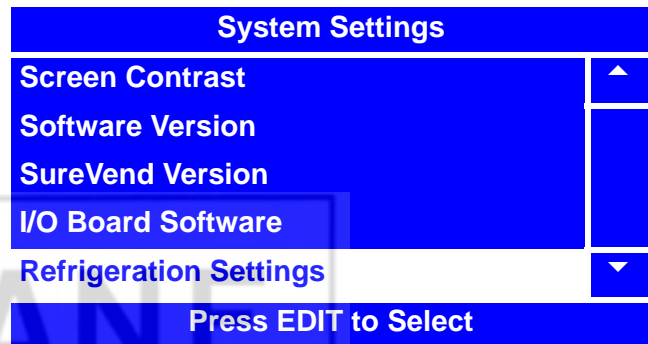 System Settings
Screen Contrast
Software Version
SureVend Version
I/O Board Software
Refrigeration Settings
Press EDIT to Select